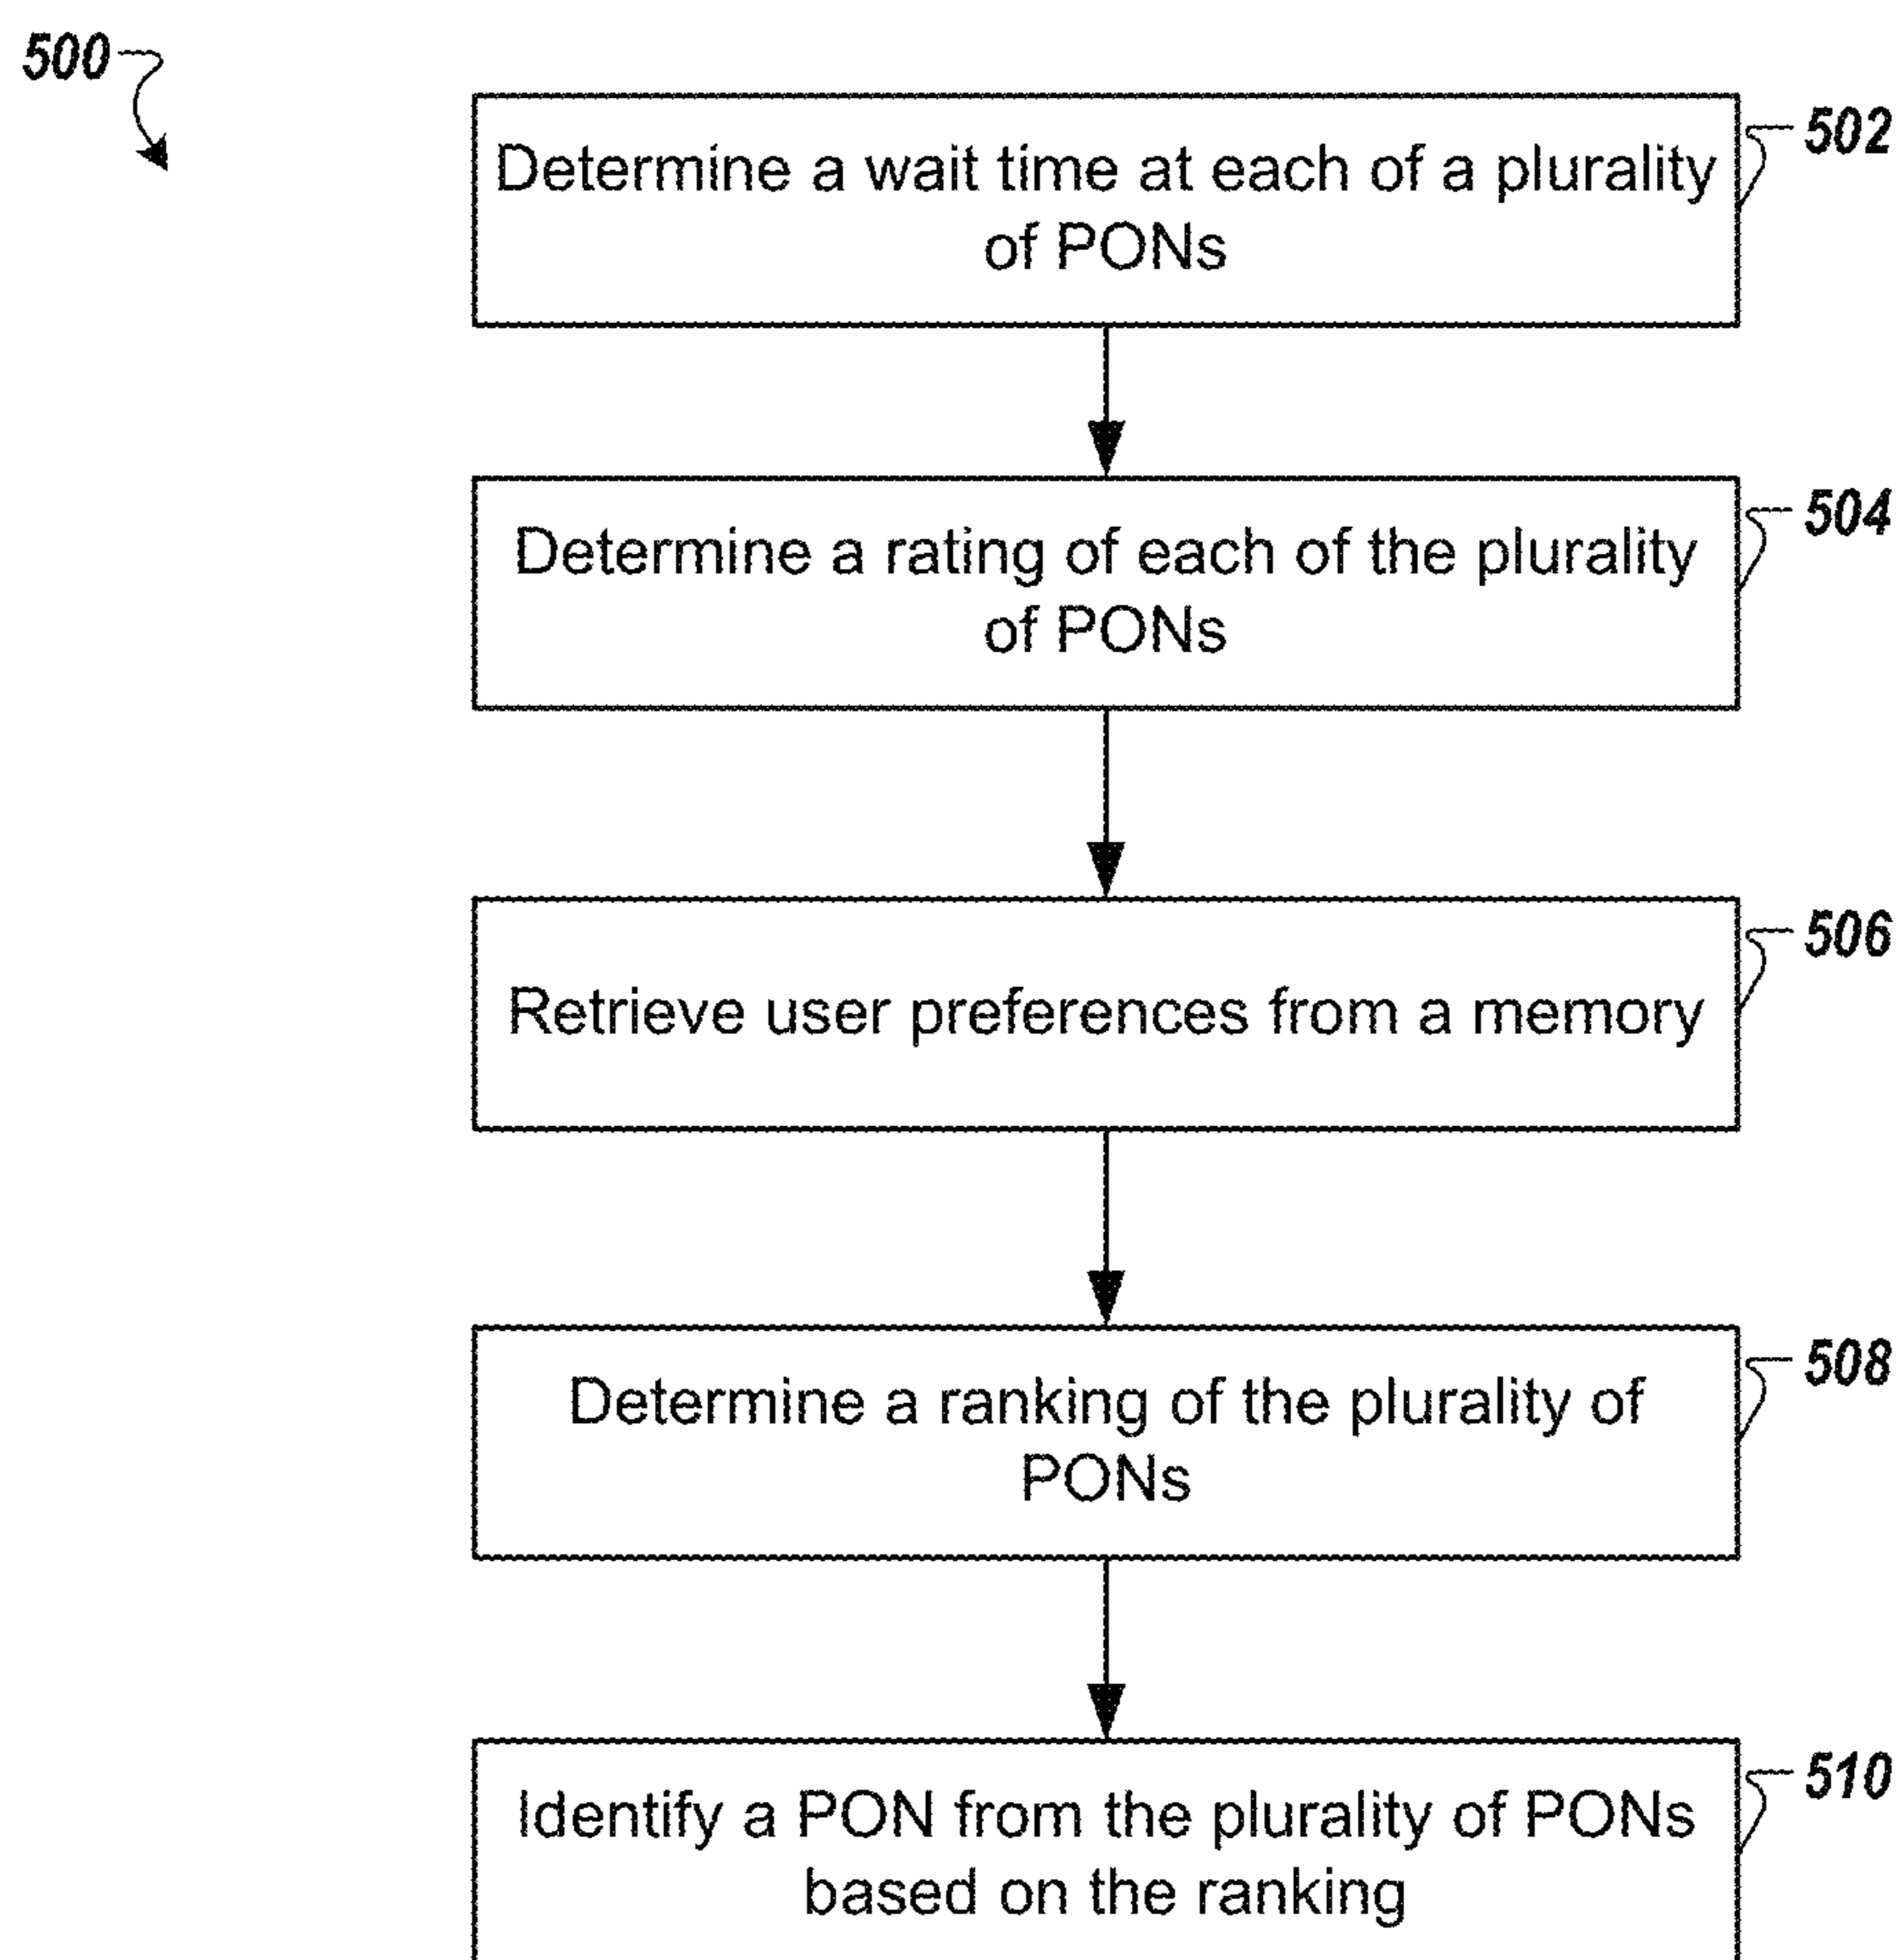 500
502
Determine a wait time at each of a plurality
of PONs
504
Determine a rating of each of the plurality
of PONs
506
Retrieve user preferences from a memory
508
Determine a ranking of the plurality of
PONs
510
Identify a PON from the plurality of PONs
based on the ranking